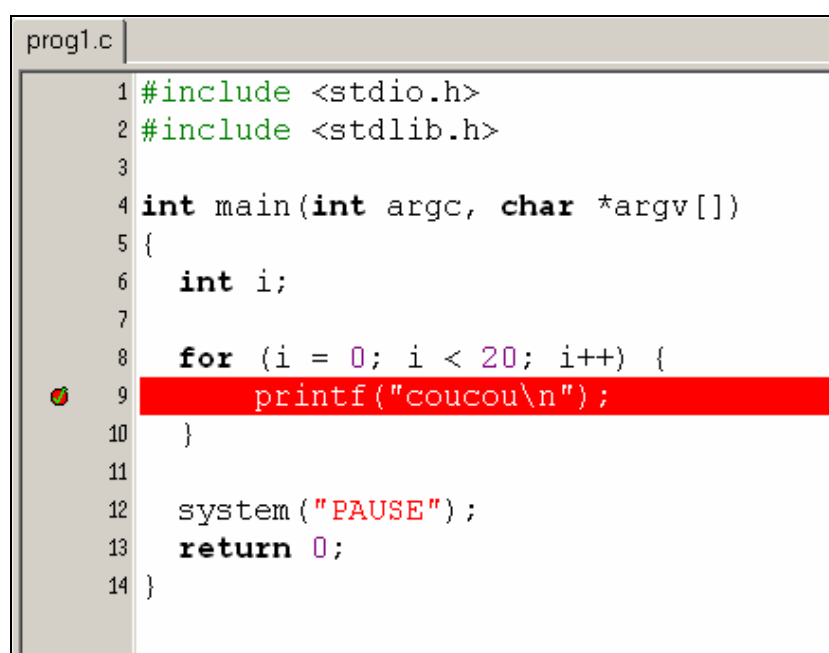 prog1.c
1 #include <stdio.h>
2 #include <stdlib.h>
3
4 int main(int argc, char *argv[])
5 {
6   int i;
7
8   for (i = 0; i < 20; i++) {
9       printf("coucou\n");
10   }
11
12   system("PAUSE");
13   return 0;
14 }